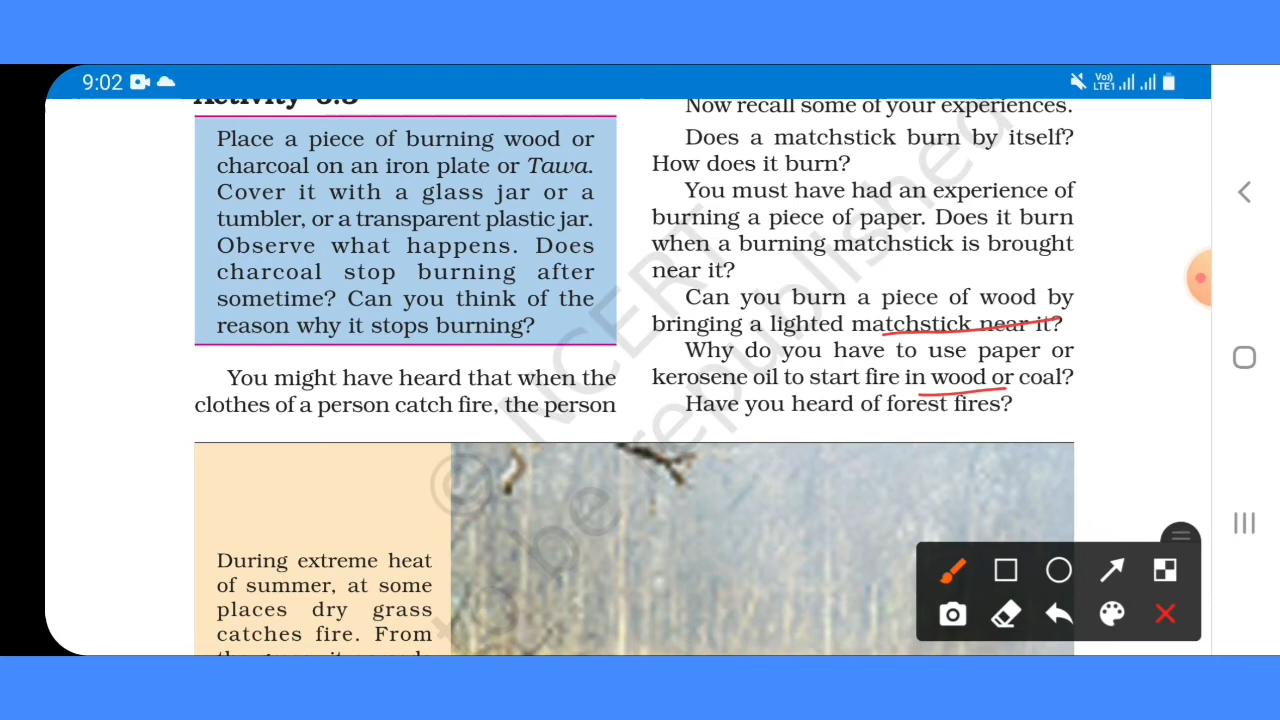 9:02
Vo)
LTE1
Activity
Place a piece of burning wood or
charcoal on an iron plate or Tawa.
Cover it with a glass jar or a
tumbler, or a transparent plastic jar.
Observe what happens. Does
charcoal stop burning after
sometime? Can you think of the
reason why it stops burning?
You might have heard that when the
clothes of a person catch fire, the person
Now recall some of your experiences.
Does a matchstick burn by itself?
How does it burn?
You must have had an experience of
burning a piece of paper. Does it burn
when a burning matchstick is brought
near it?
Can you burn a piece of wood by
bringing a lighted matchstick near it?
Why do you have to use paper or
kerosene oil to start fire in wood or coal?
Have you heard of forest fires?
During extreme heat
of summer, at some
places dry grass
catches fire. From
© NCERT
be republished